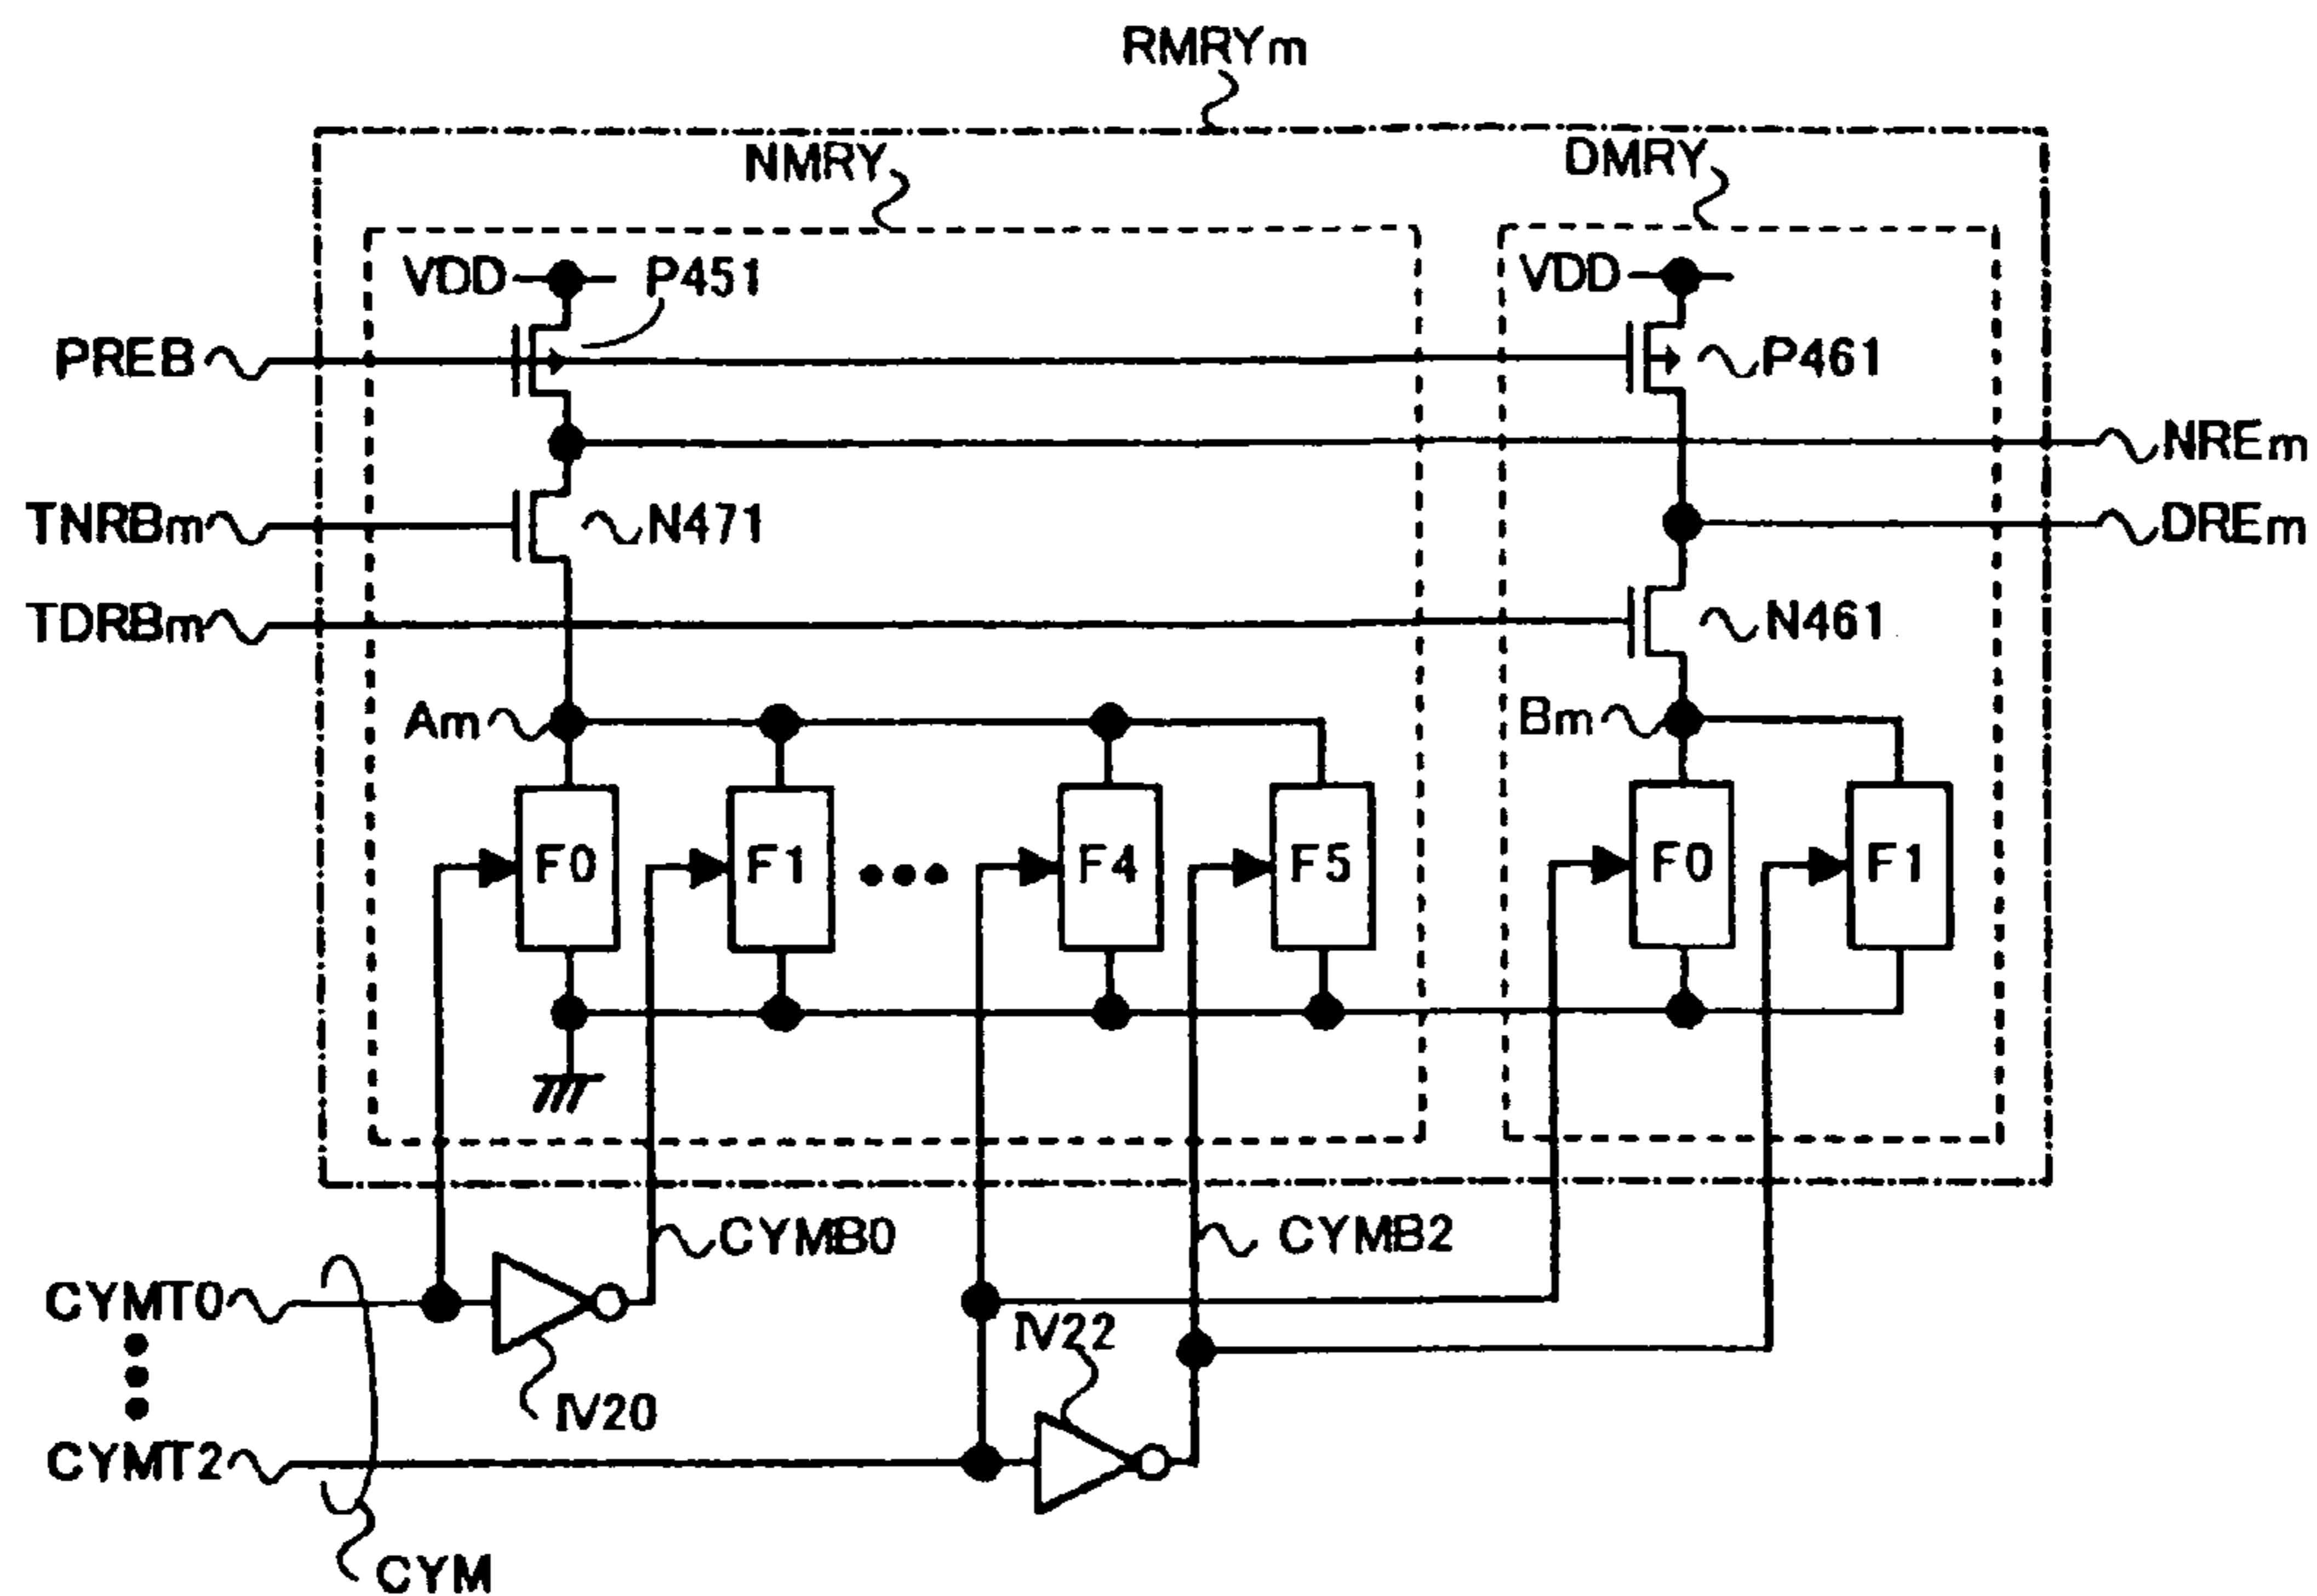 RMRYm
NMRY
DMRY
VDD
P451
VDD
PREB
P461
NREm
TNRBm
N471
DREm
TDRBm
N461
Am
Bm
F0
F1
F4
F5
F0
F1
CYMB0
CYMB2
CYMT0
IV22
IV20
CYMT2
CYM